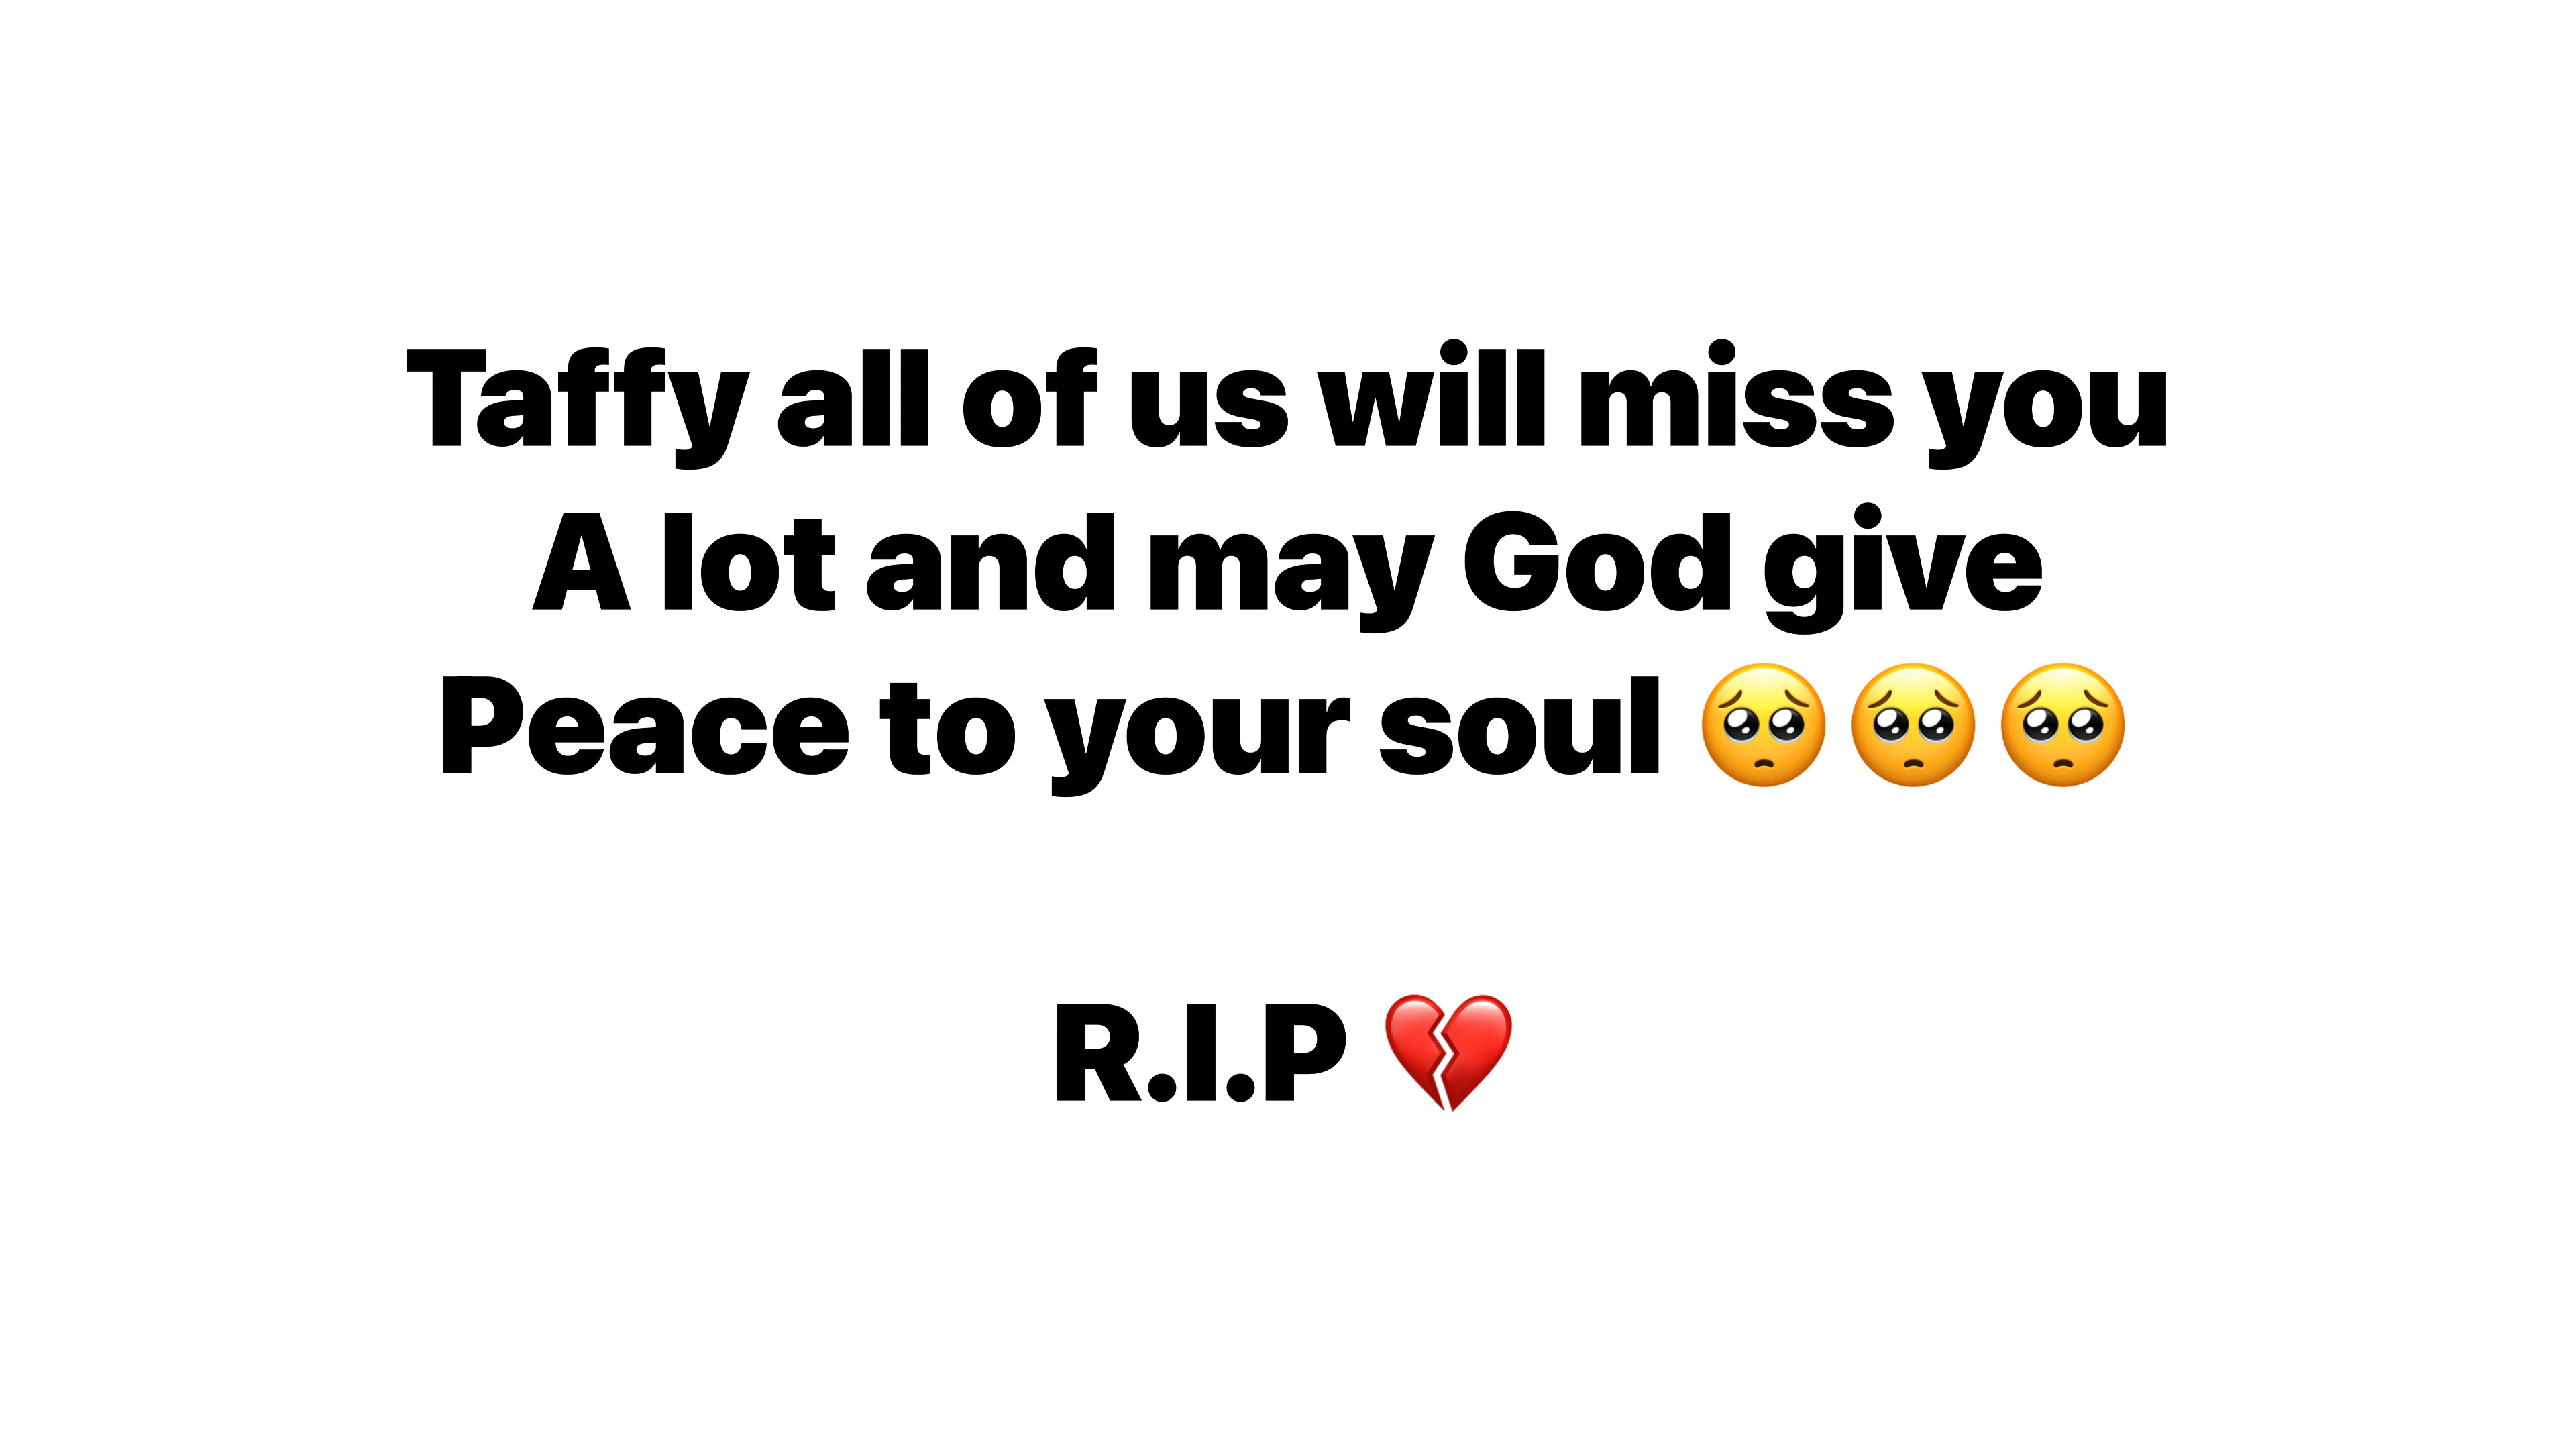 Taffy all of us will miss you
A lot and may God give
Peace to your soul 🥺🥺🥺
R.I.P 💔